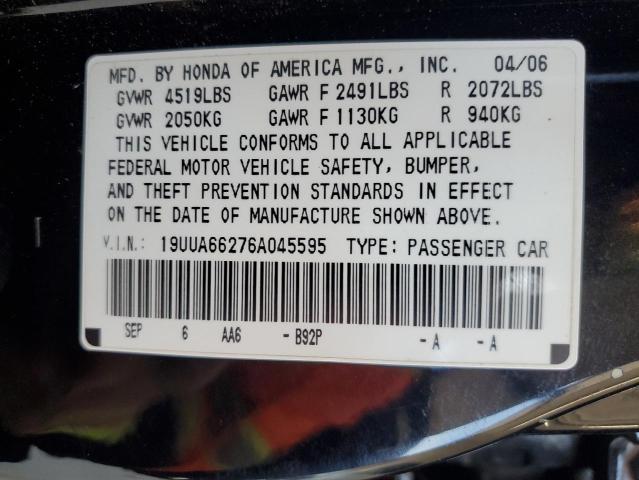 MFD. BY HONDA OF AMERICA MFG., INC. 04/06
GVWR 4519LBS GAWR F 2491LBS R 2072LBS
GVWR 2050KG GAWR F 1130KG R 940KG
THIS VEHICLE CONFORMS TO ALL APPLICABLE
FEDERAL MOTOR VEHICLE SAFETY, BUMPER,
AND THEFT PREVENTION STANDARDS IN EFFECT
ON THE DATE OF MANUFACTURE SHOWN ABOVE.
V.I.N.: 19UUA66276A045595 TYPE: PASSENGER CAR
SEP 6 AA6 - B92P - A - A